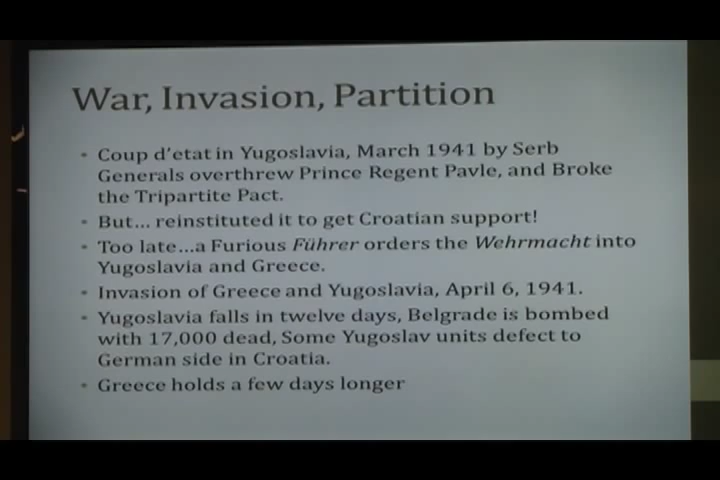 War, Invasion, Partition
• Coup d'etat in Yugoslavia, March 1941 by Serb
Generals overthrew Prince Regent Pavle, and Broke
the Tripartite Pact.
• But... reinstituted it to get Croatian support!
• Too late...a Furious Führer orders the Wehrmacht into
Yugoslavia and Greece.
• Invasion of Greece and Yugoslavia, April 6, 1941.
• Yugoslavia falls in twelve days, Belgrade is bombed
with 17,000 dead, Some Yugoslav units defect to
German side in Croatia.
• Greece holds a few days longer